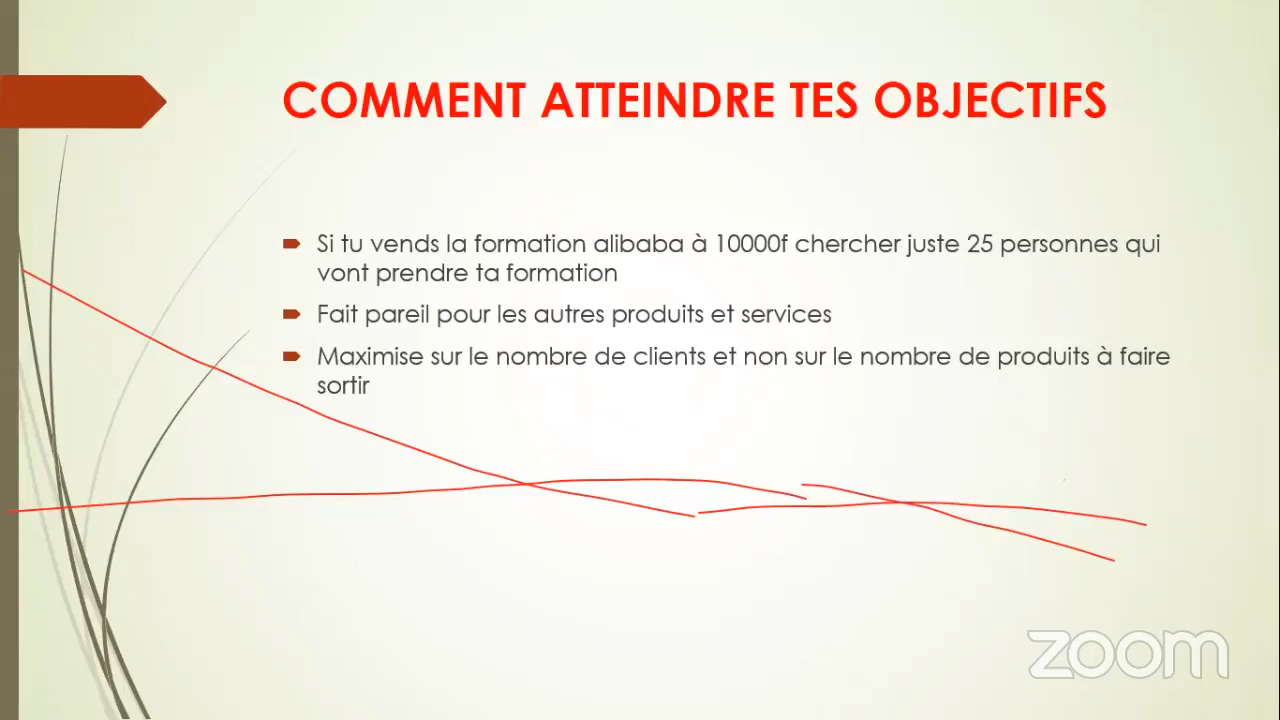 COMMENT ATTEINDRE TES OBJECTIFS
Si tu vends la formation alibaba à 10000f chercher juste 25 personnes qui
vont prendre ta formation
Fait pareil pour les autres produits et services
Maximise sur le nombre de clients et non sur le nombre de produits à faire
sortir
zoom